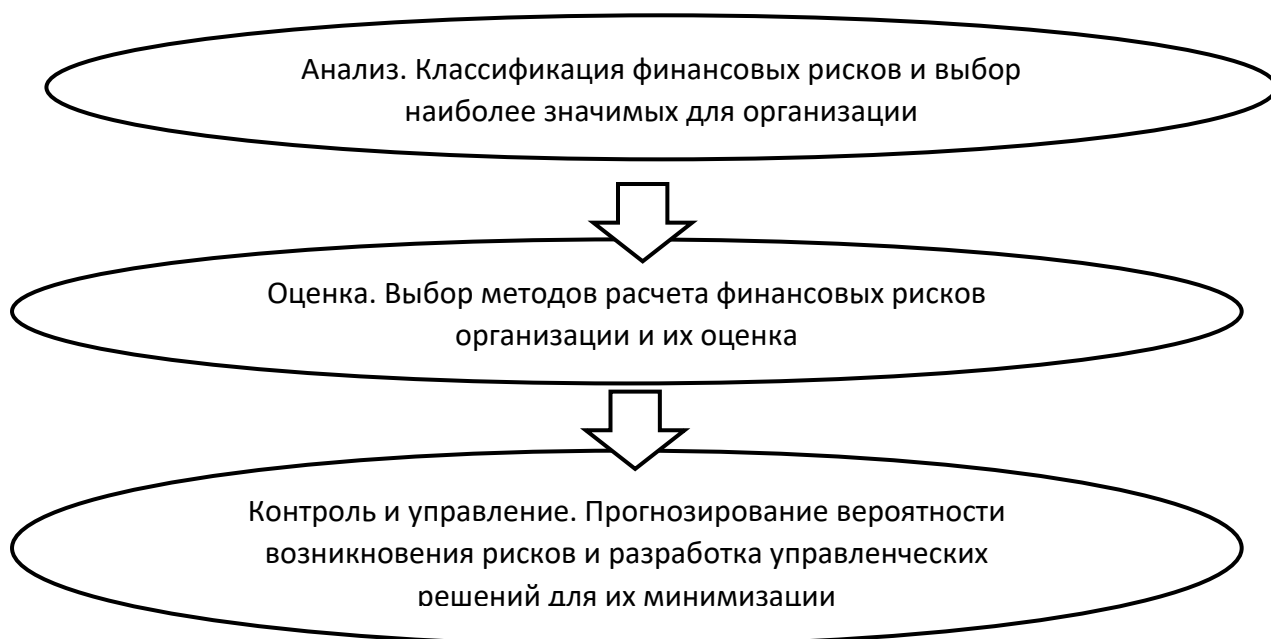 Анализ. Классификация финансовых рисков и выбор
наиболее значимых для организации
Оценка. Выбор методов расчета финансовых рисков
организации и их оценка
Контроль и управление. Прогнозирование вероятности
возникновения рисков и разработка управленческих
решений для их минимизации